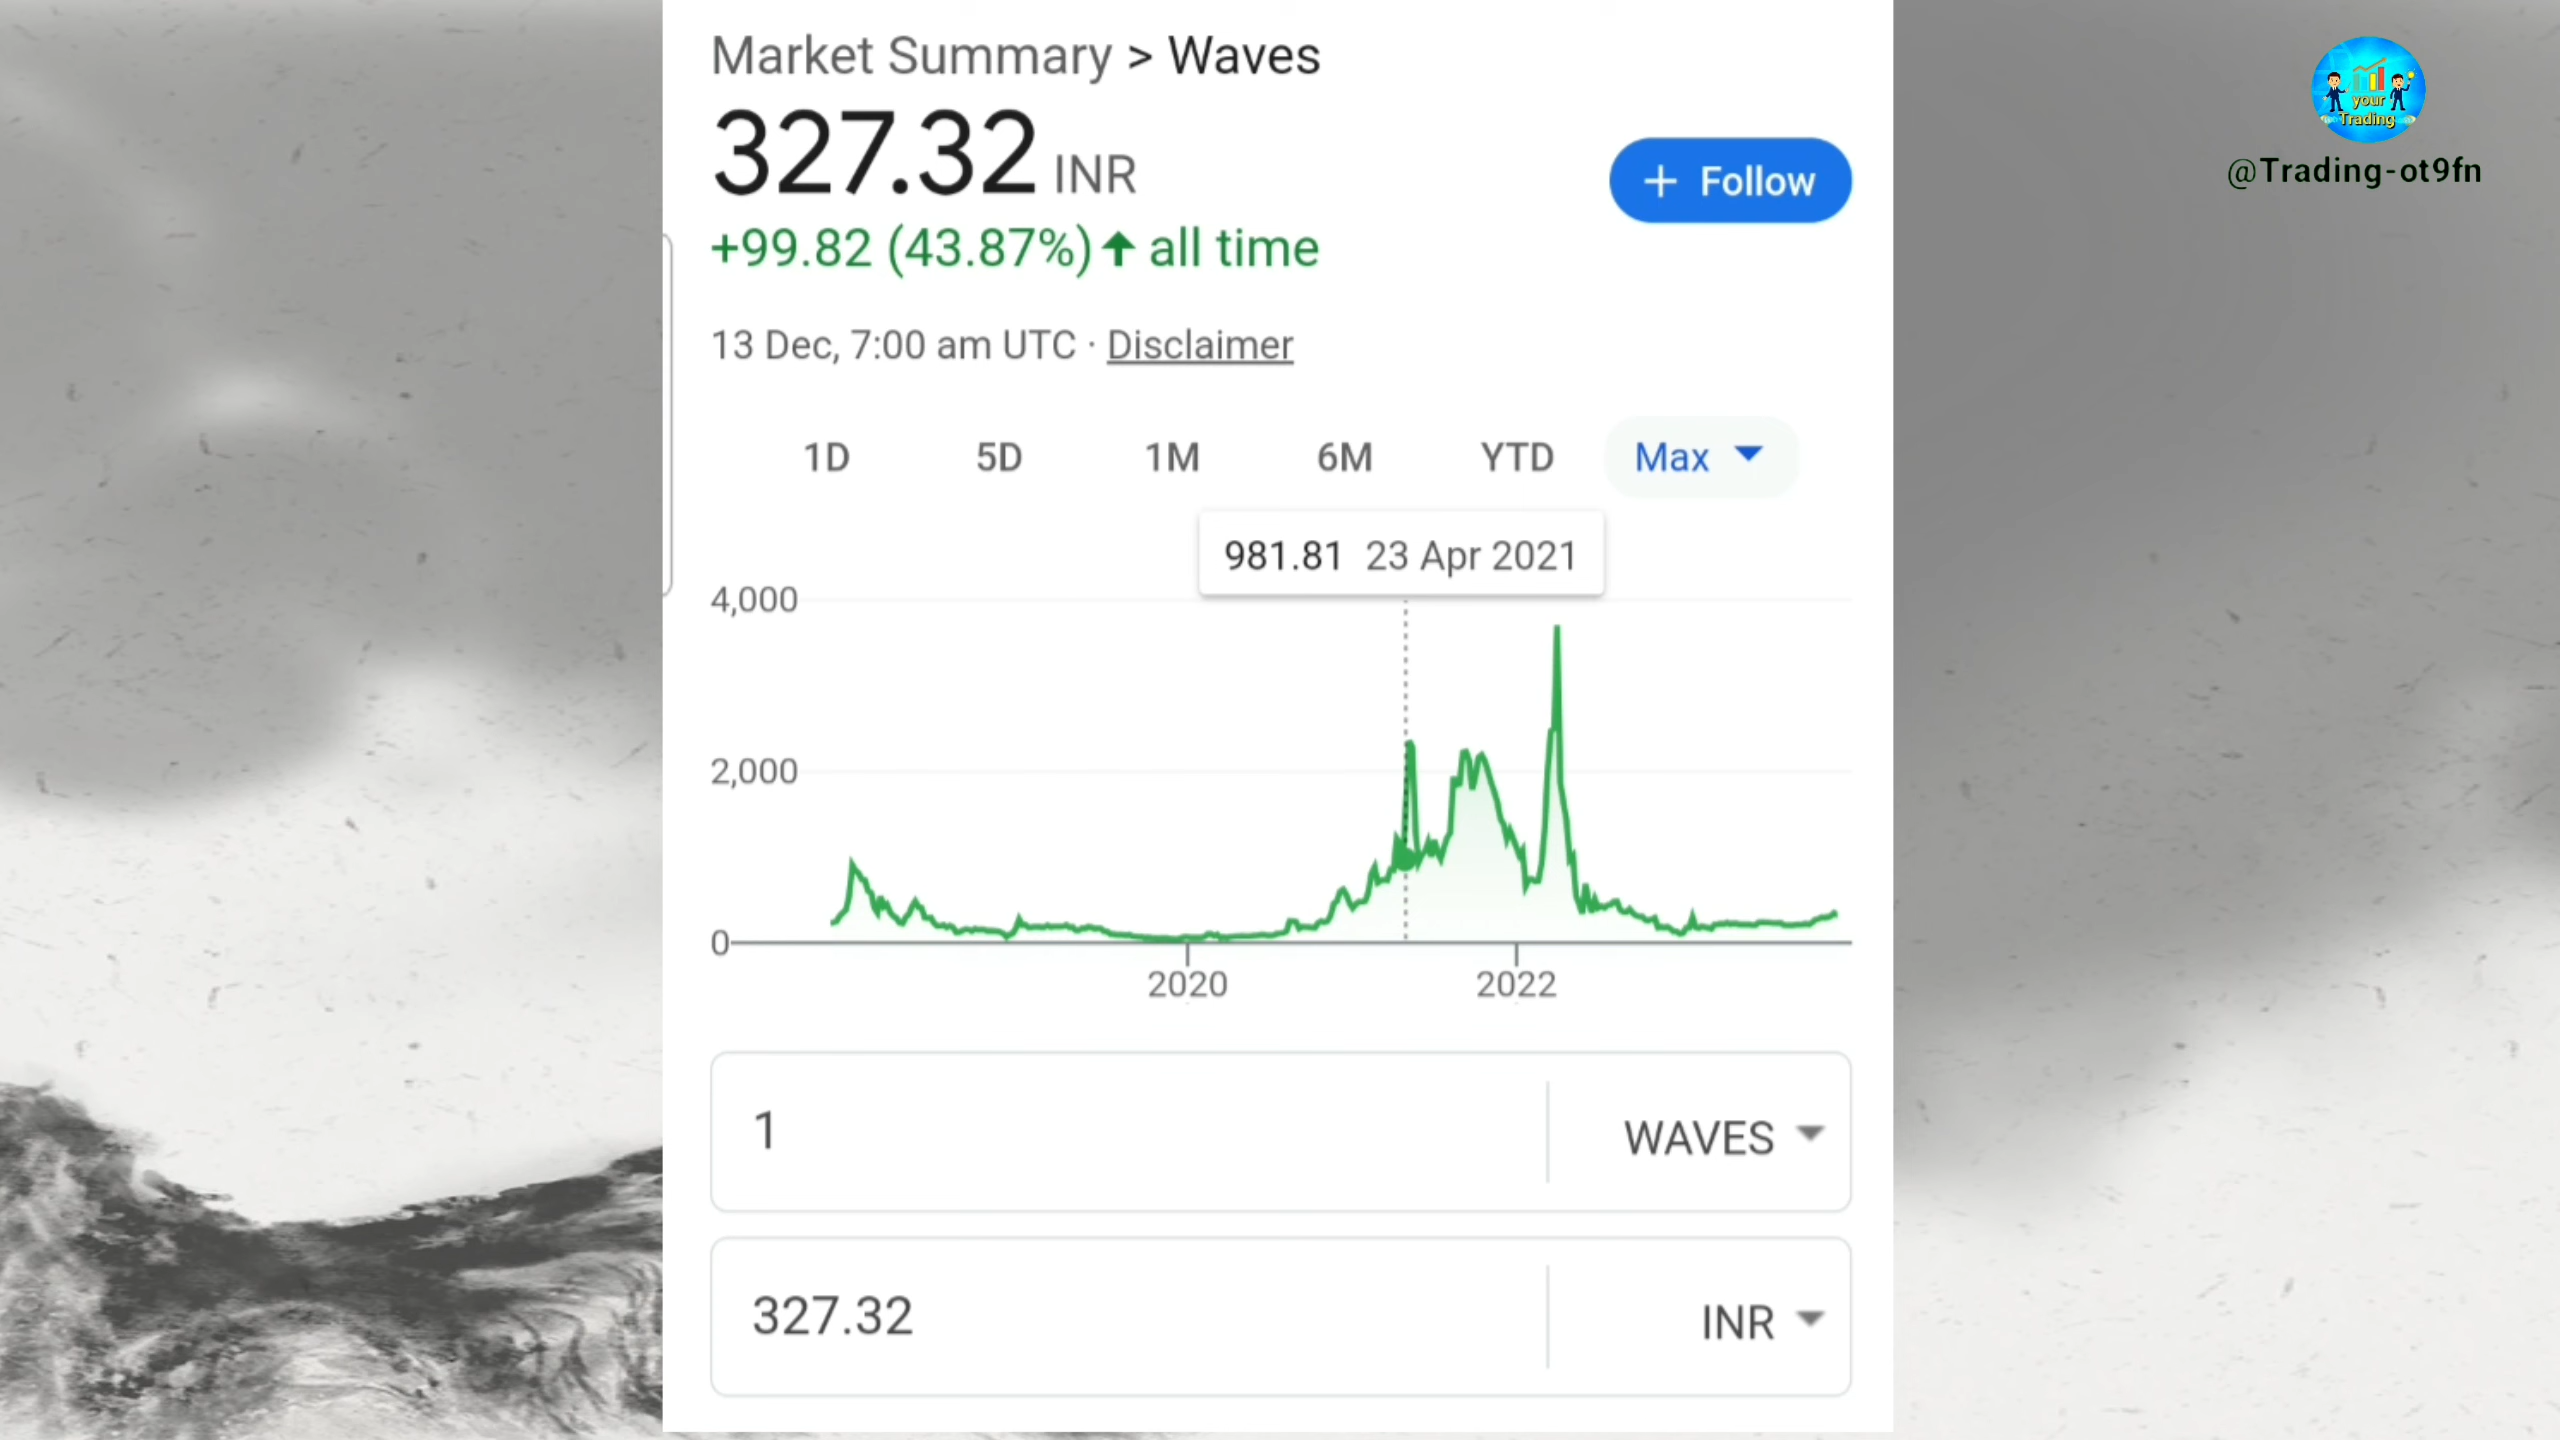 Market Summary > Waves
327.32 INR
+ Follow
+99.82 (43.87%) ↑ all time
13 Dec, 7:00 am UTC · Disclaimer
1D 5D 1M 6M YTD Max
981.81 23 Apr 2021
4,000
2,000
0
2020 2022
1 WAVES
327.32 INR
your
Trading
@Trading-ot9fn